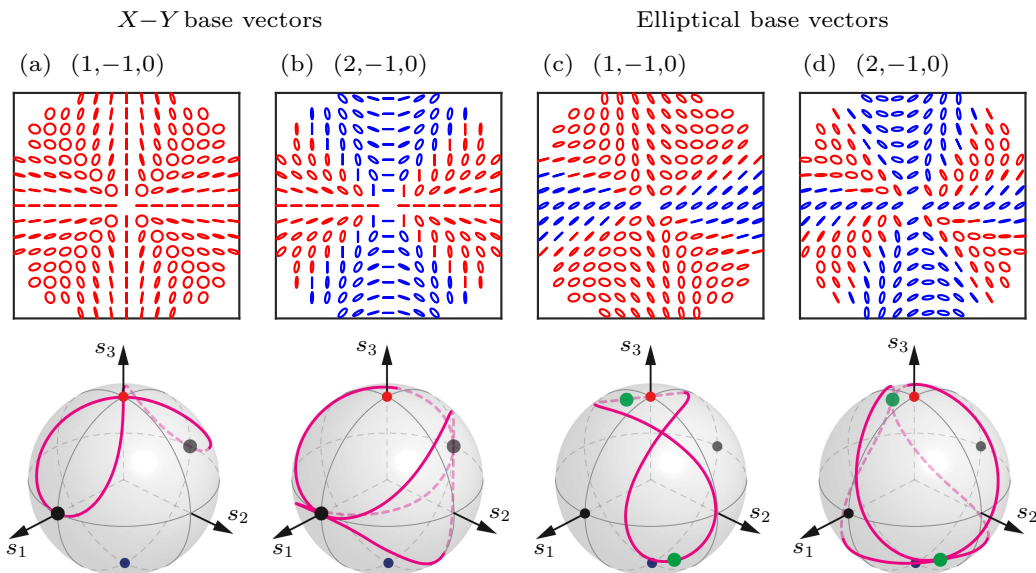 X−Y base vectors
Elliptical base vectors
(a) (1,−1,0)
(b) (2,−1,0)
(c) (1,−1,0)
(d) (2,−1,0)
s3
s3
s3
s3
s1
s2
s1
s2
s1
s2
s1
s2